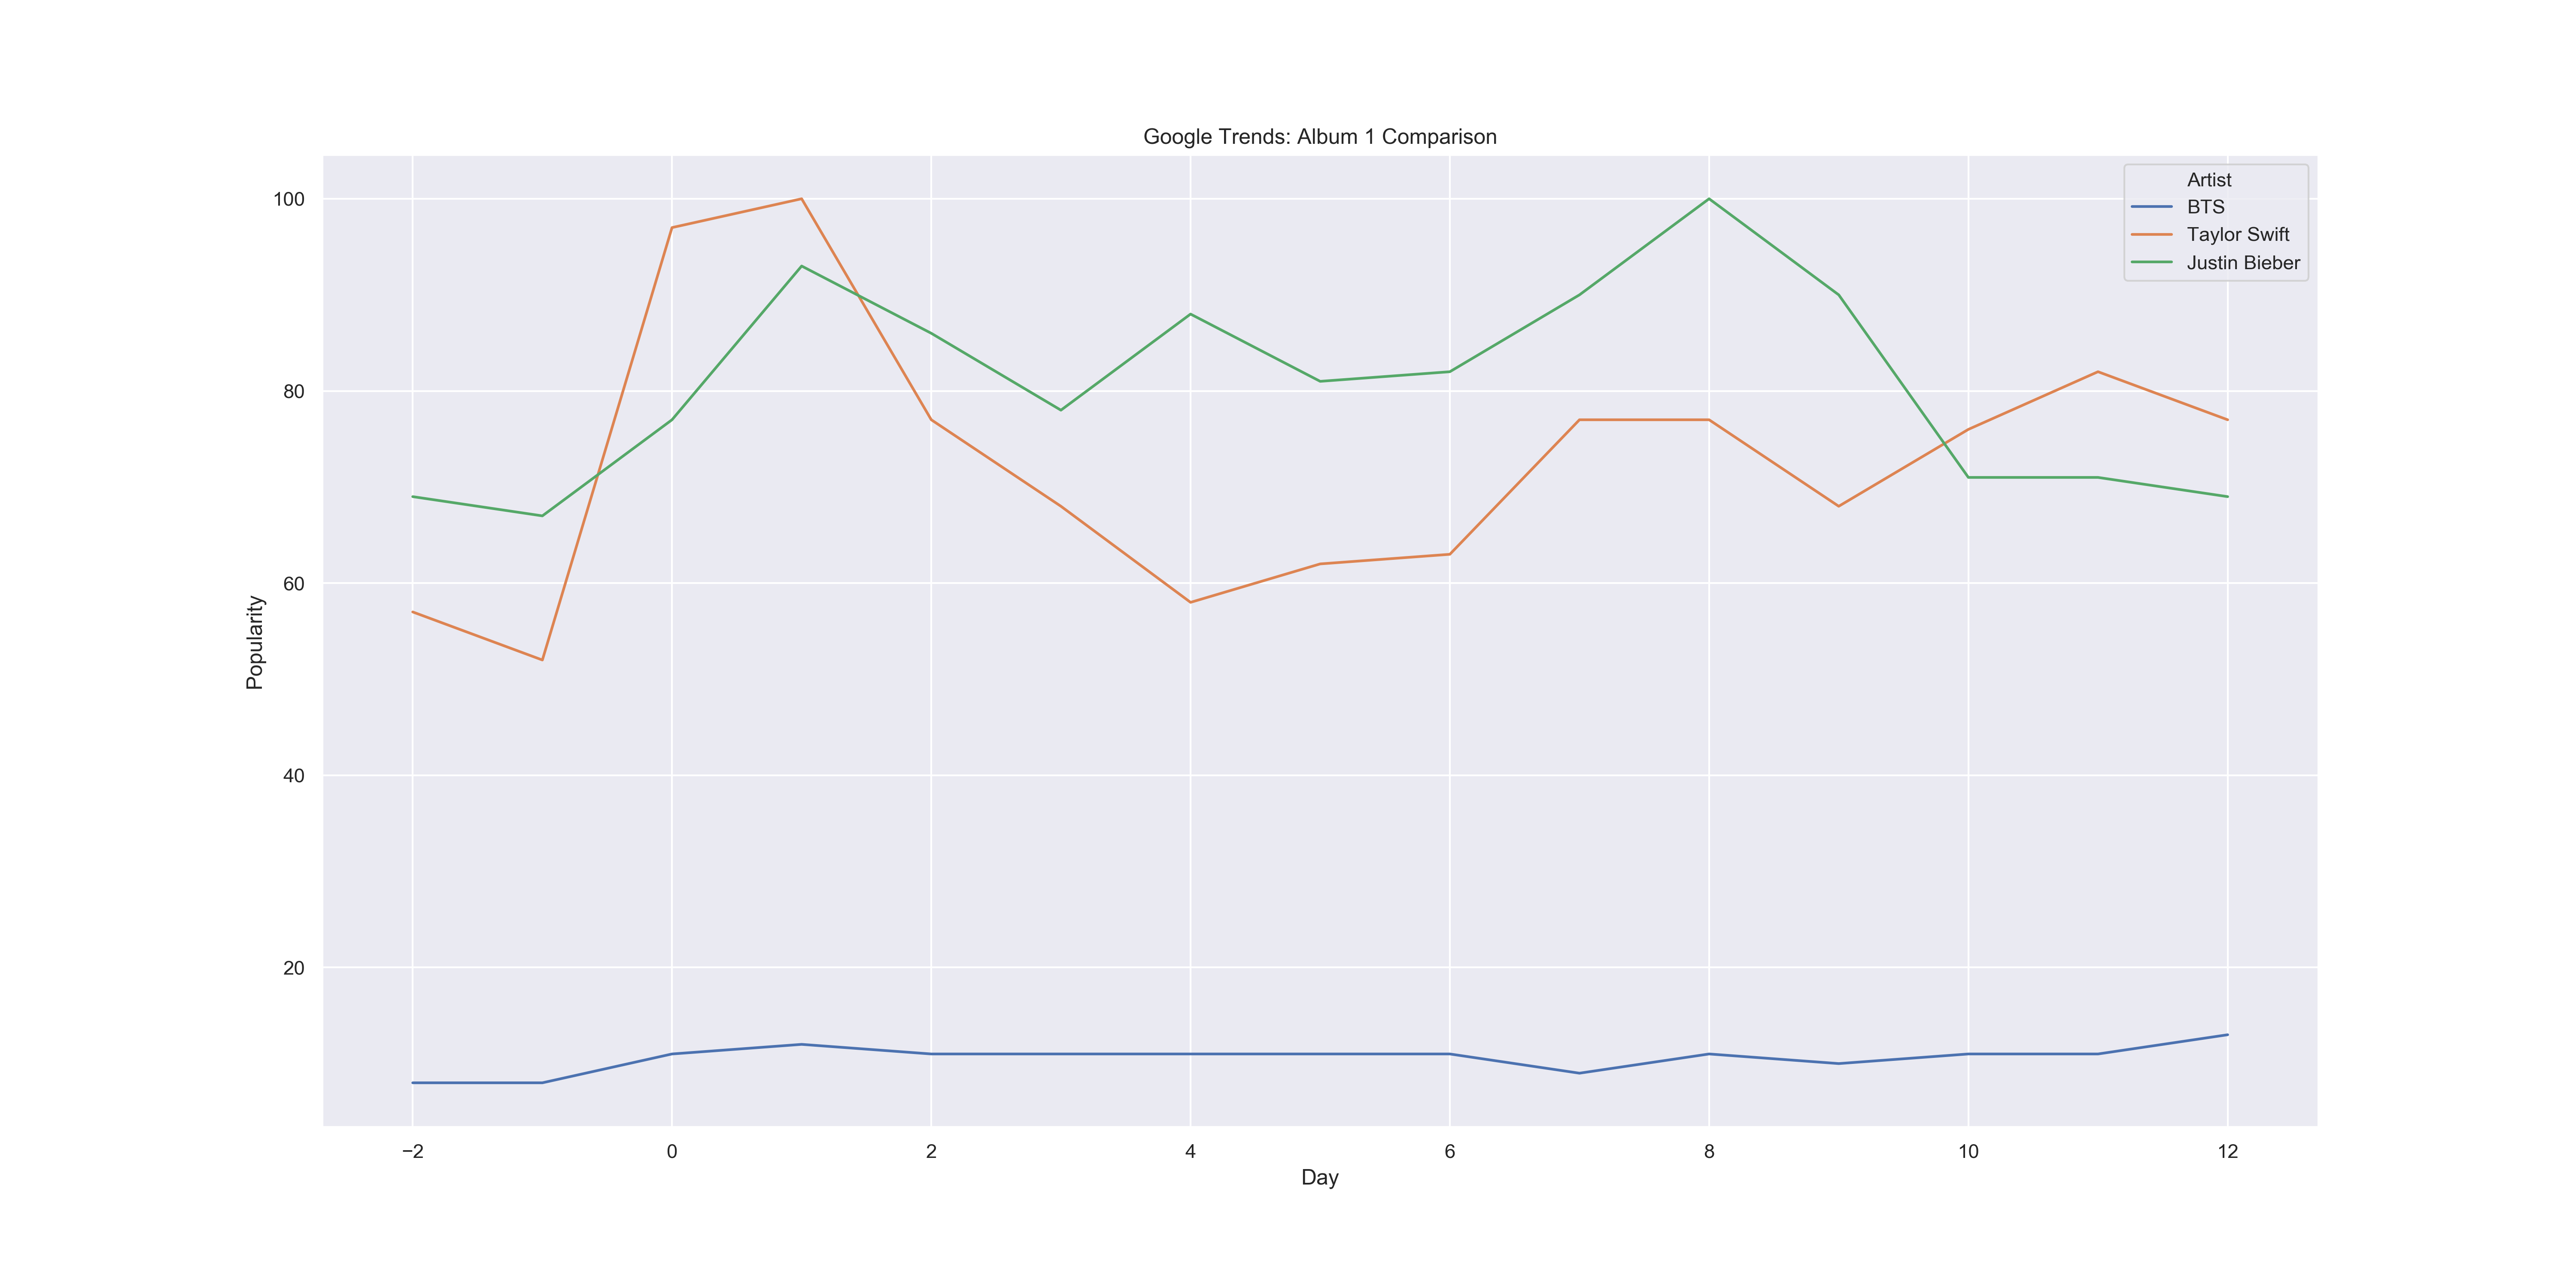 Google Trends: Album 1 Comparison
Artist
BTS
Taylor Swift
Justin Bieber
100
80
60
40
20
Popularity
−2 0 2 4 6 8 10 12
Day